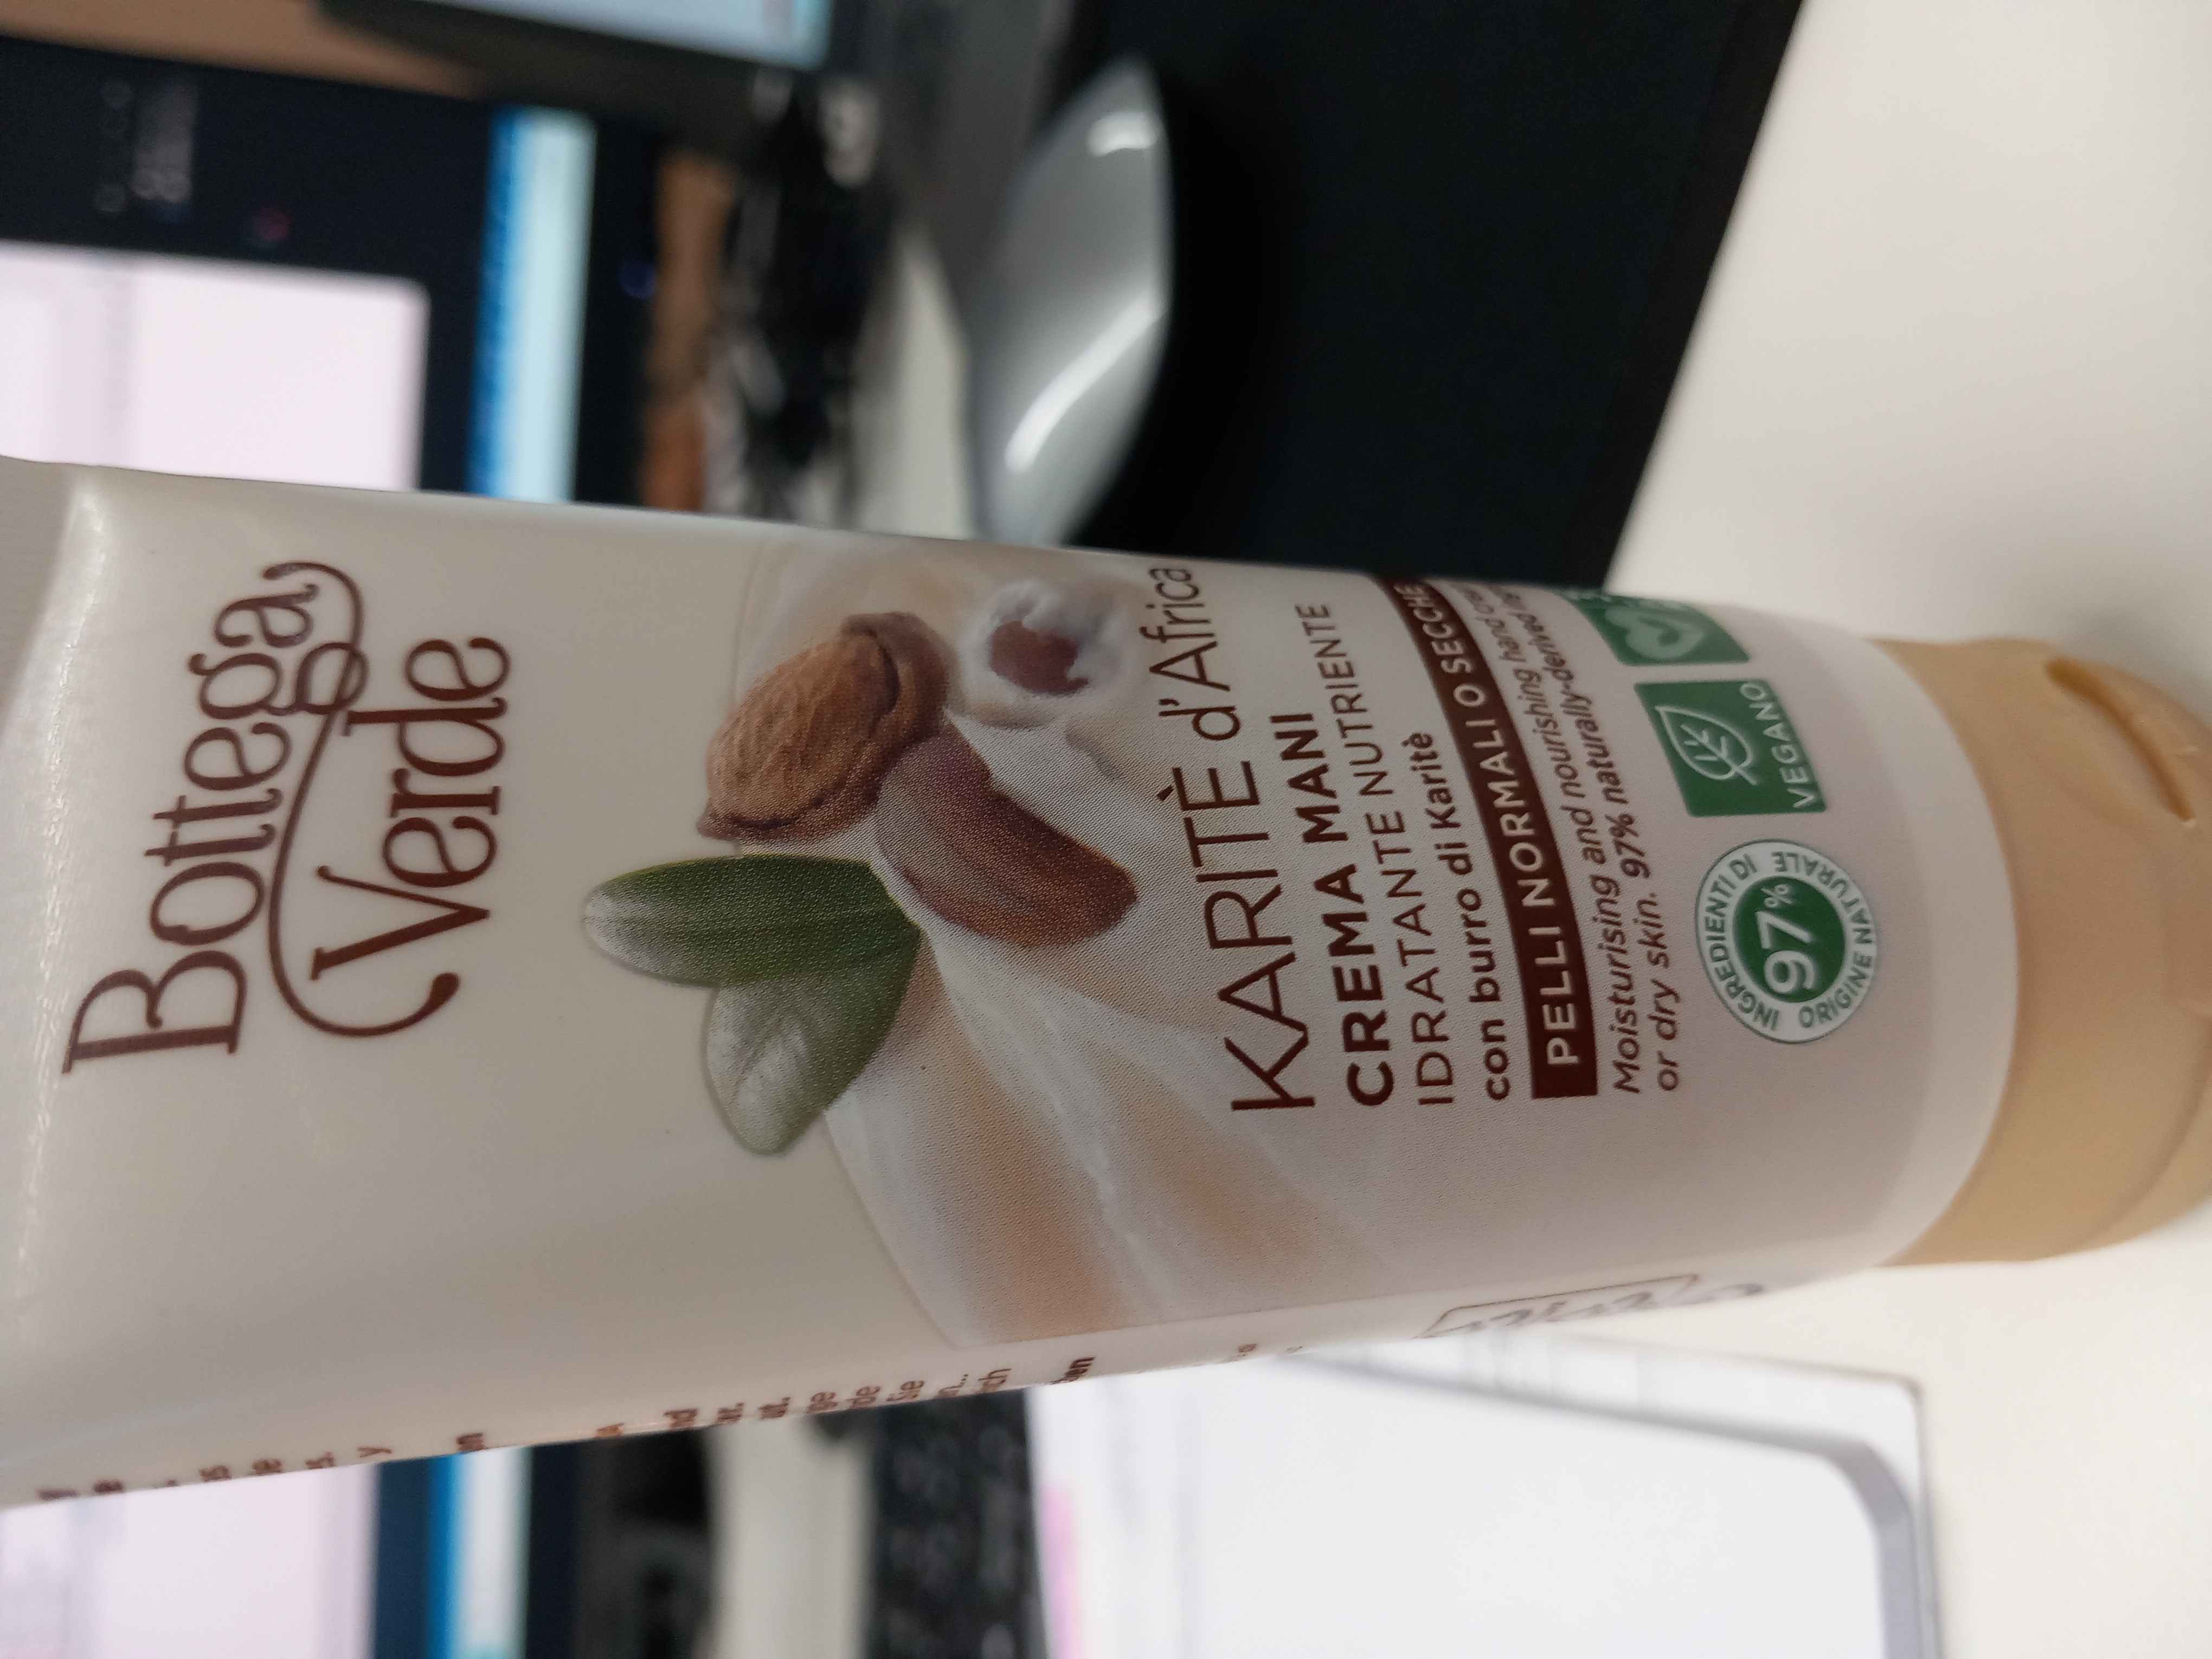 Bottega
Verde
KARITÈ d'Africa
CREMA MANI
IDRATANTE NUTRIENTE
con burro di Karitè
PELLI NORMALI O SECCHE
Moisturising and nourishing hand
or dry skin. 97% naturally-derived
INGREDIENTI DI
97%
ORIGINE NATURALE
VEGANO